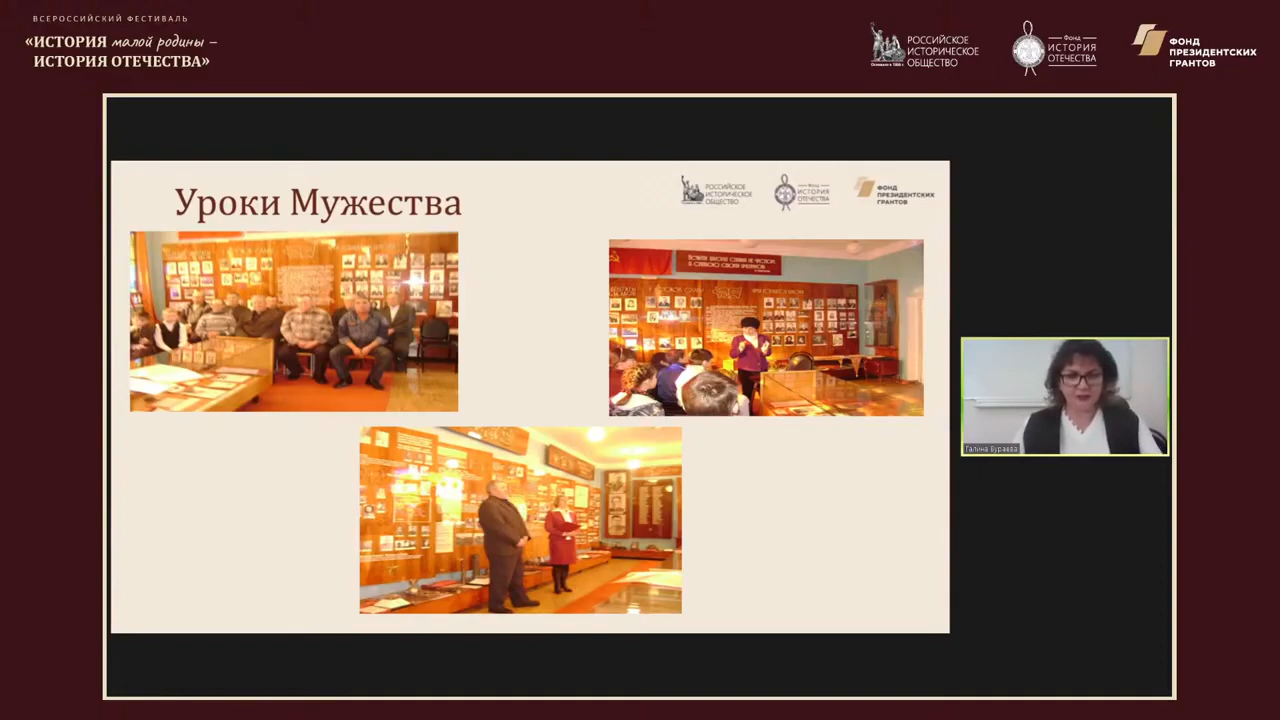 ВСЕРОССИЙСКИЙ ФЕСТИВАЛЬ
«ИСТОРИЯ малой родины –
ИСТОРИЯ ОТЕЧЕСТВА»
РОССИЙСКОЕ
ИСТОРИЧЕСКОЕ
ОБЩЕСТВО
Фонд
ИСТОРИЯ
ОТЕЧЕСТВА
ФОНД
ПРЕЗИДЕНТСКИХ
ГРАНТОВ
Уроки Мужества
РОССИЙСКОЕ
ИСТОРИЧЕСКОЕ
ОБЩЕСТВО
Фонд
ИСТОРИЯ
ОТЕЧЕСТВА
ФОНД
ПРЕЗИДЕНТСКИХ
ГРАНТОВ
Галина Бураева